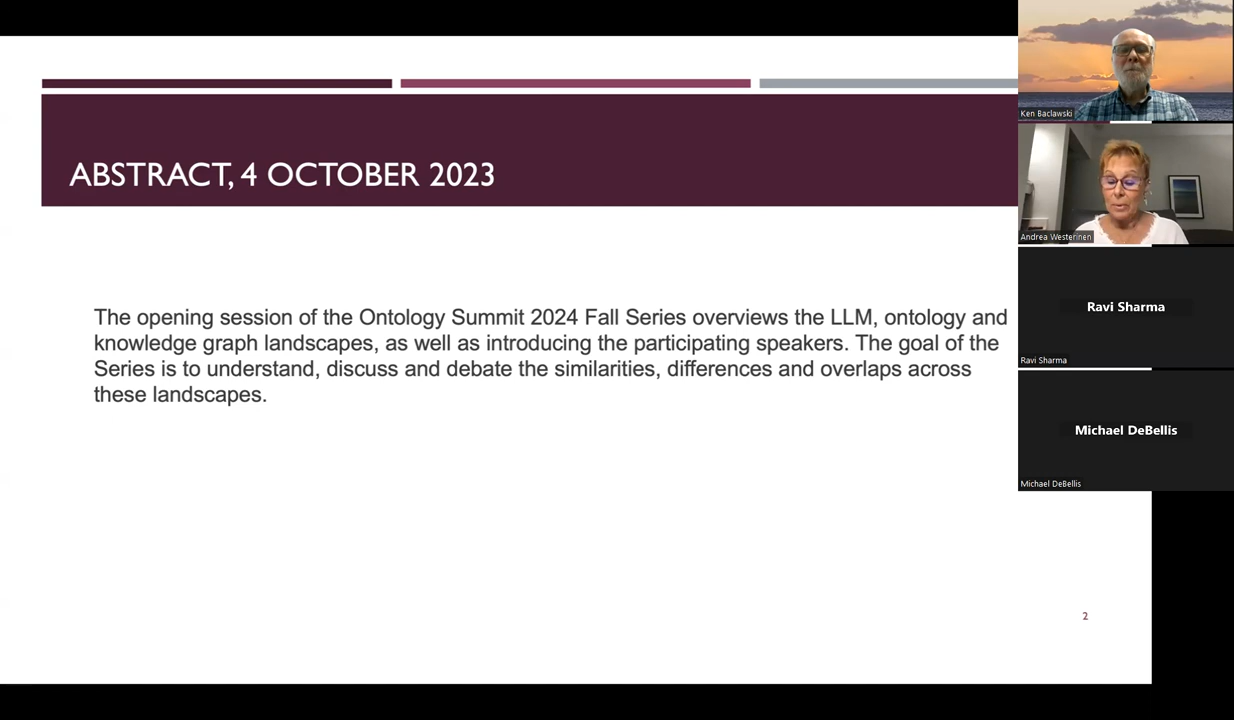 ABSTRACT, 4 OCTOBER 2023
The opening session of the Ontology Summit 2024 Fall Series overviews the LLM, ontology and
knowledge graph landscapes, as well as introducing the participating speakers. The goal of the
Series is to understand, discuss and debate the similarities, differences and overlaps across
these landscapes.
2
Ken Baclawski
Andrea Westerinen
Ravi Sharma
Ravi Sharma
Michael DeBellis
Michael DeBellis